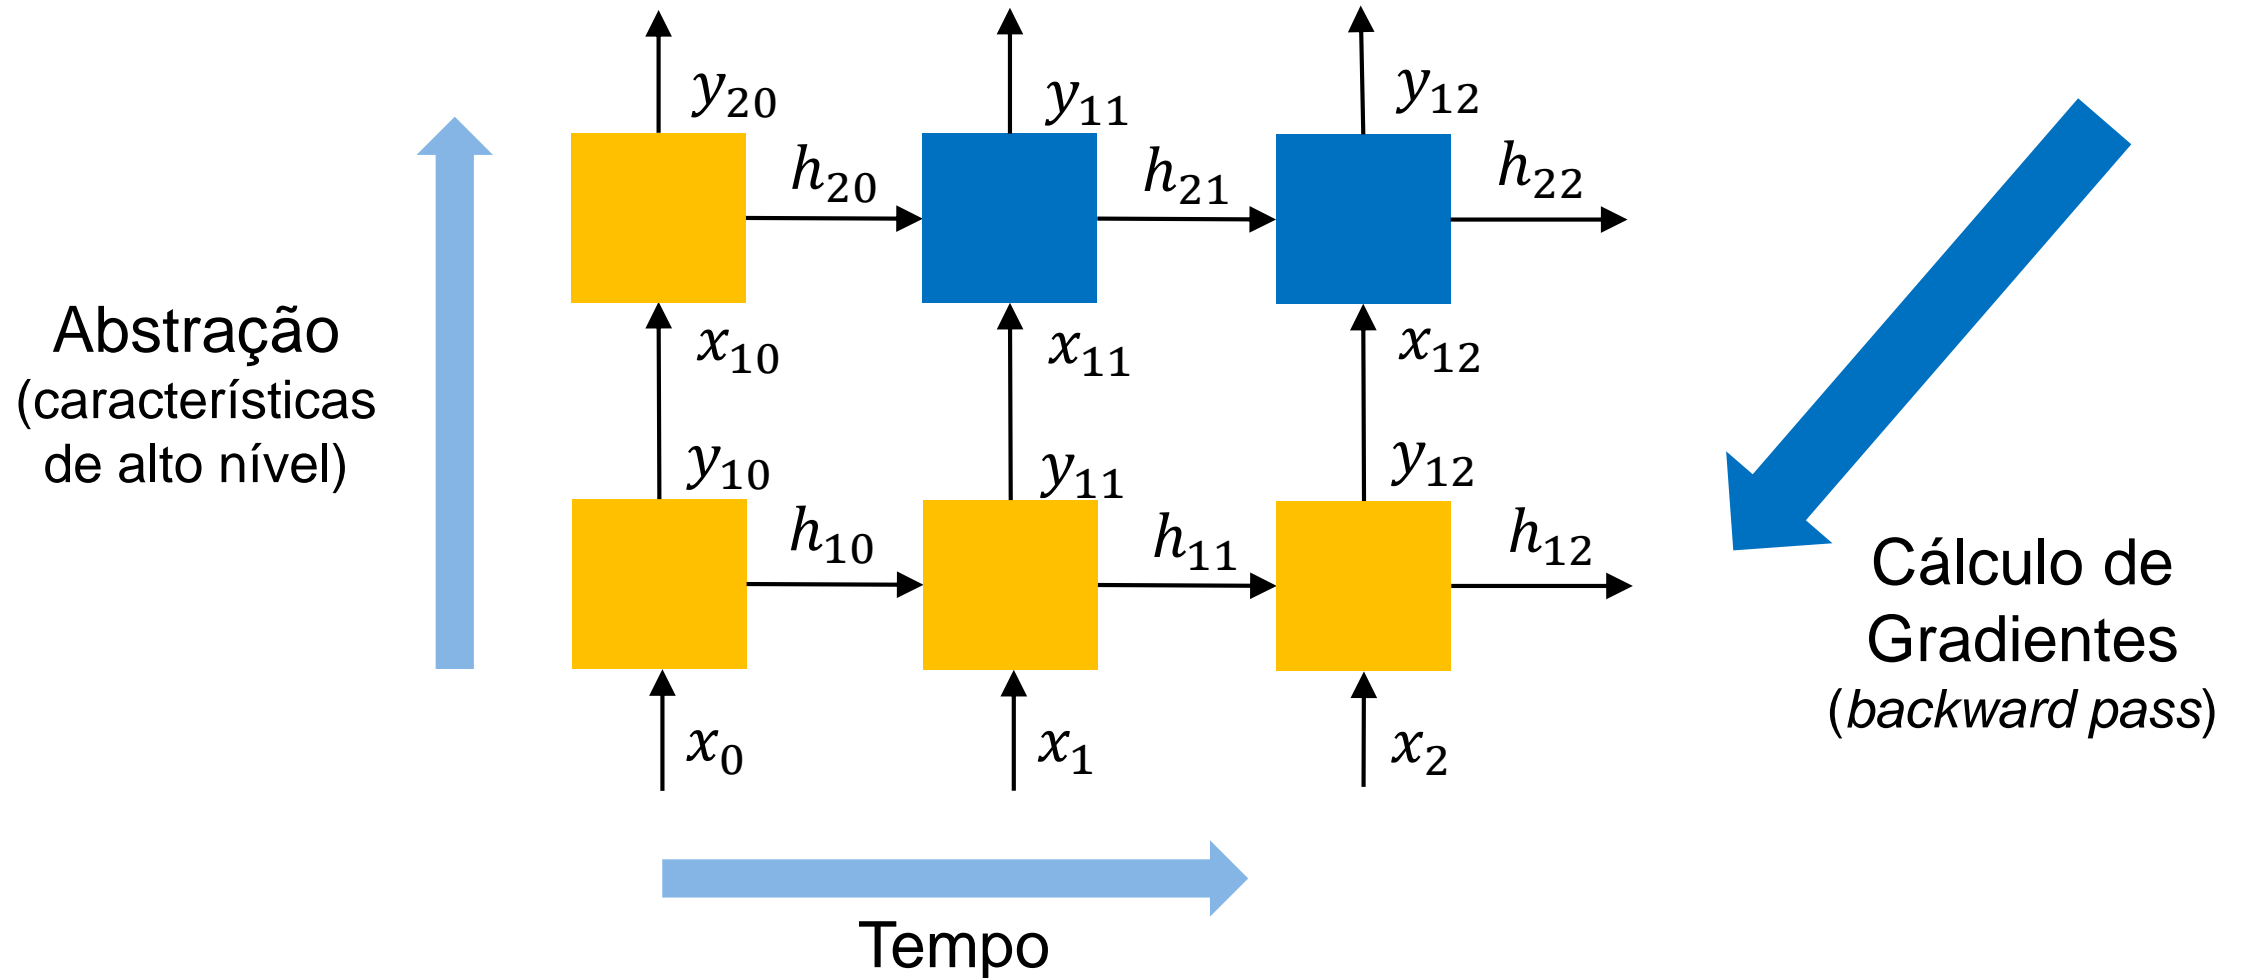 y₂₀ y₁₁ y₁₂
h₂₀ h₂₁ h₂₂
Abstração
(características
de alto nível)
x₁₀ x₁₁ x₁₂
y₁₀ y₁₁ y₁₂
h₁₀ h₁₁ h₁₂
Cálculo de
Gradientes
(backward pass)
x₀ x₁ x₂
Tempo